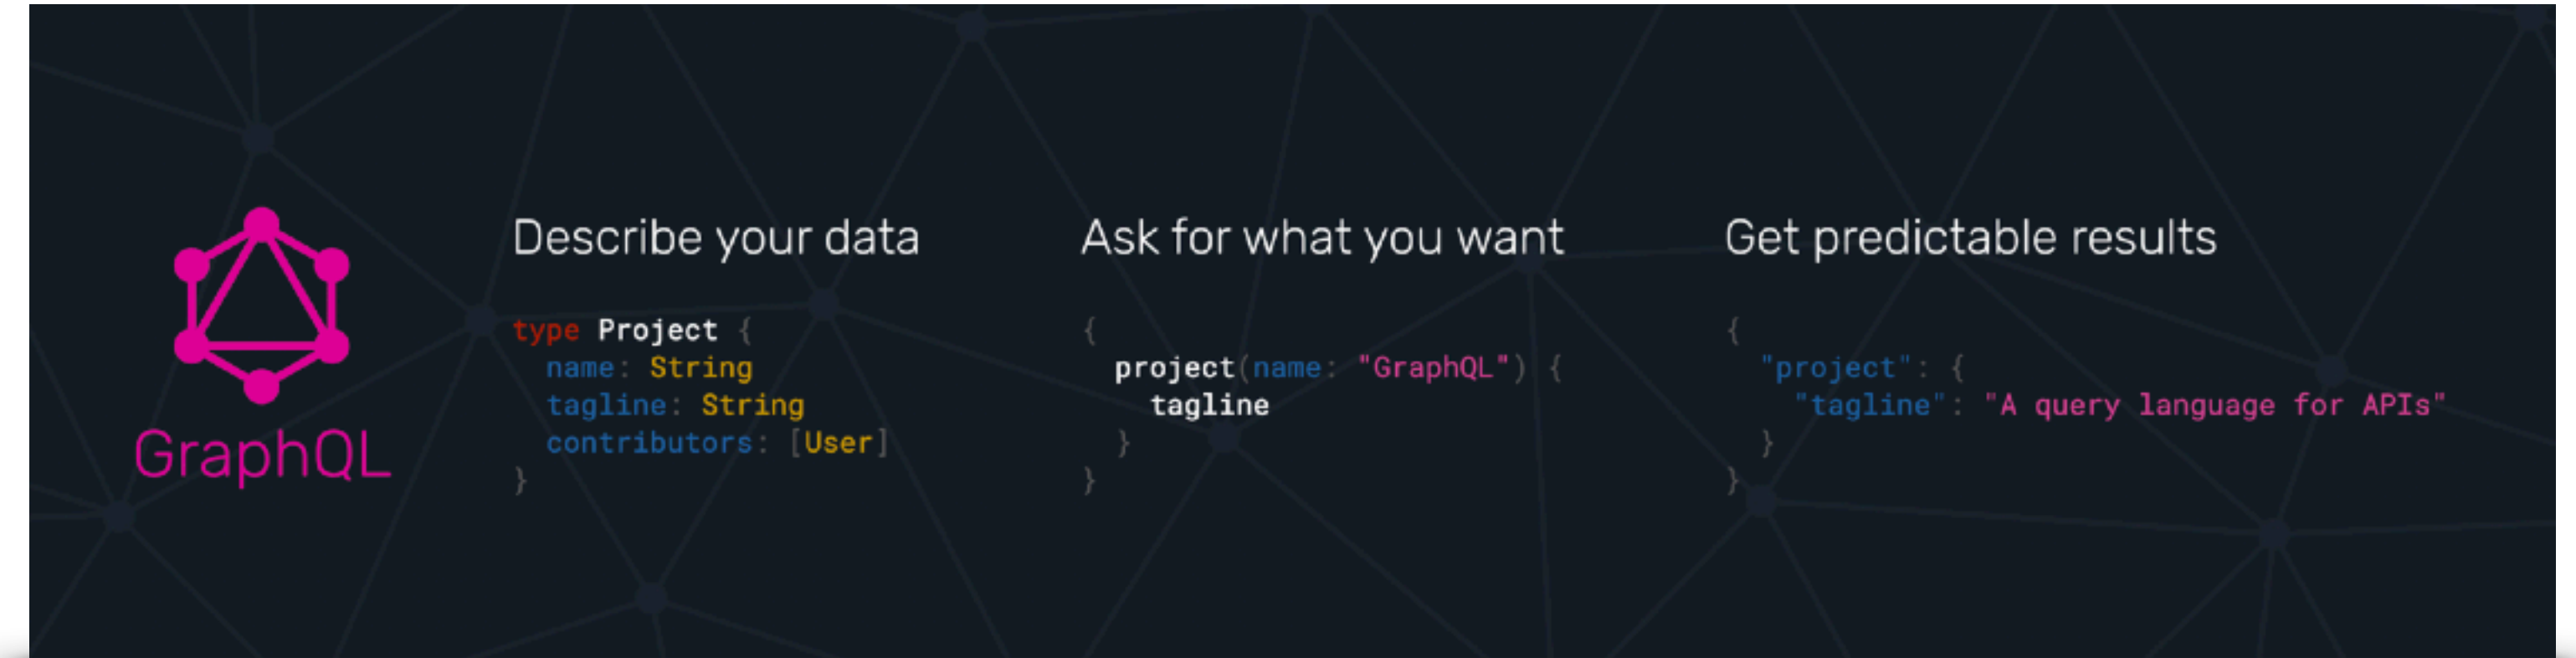 GraphQL
Describe your data
type Project {
  name: String
  tagline: String
  contributors: [User]
}
Ask for what you want
{
  project(name: "GraphQL") {
    tagline
  }
}
Get predictable results
{
  "project": {
    "tagline": "A query language for APIs"
  }
}